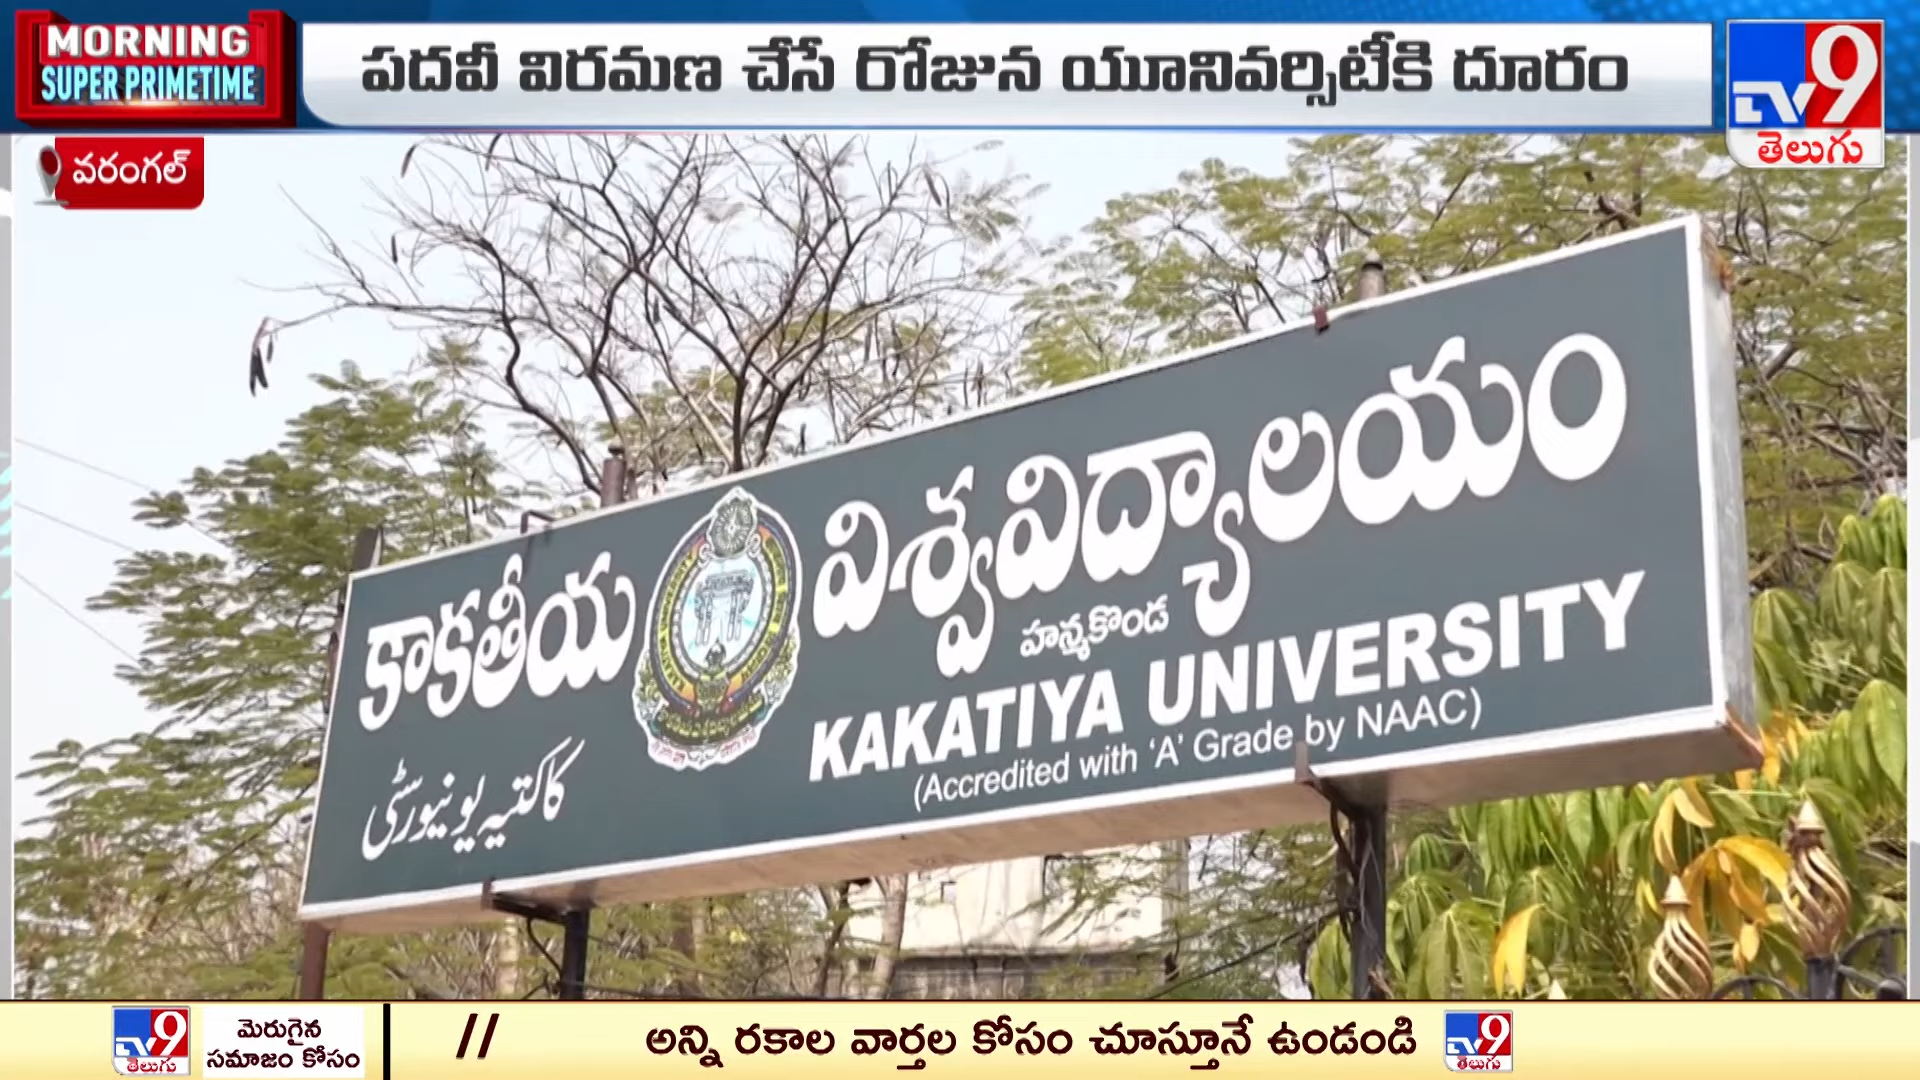 MORNING
SUPER PRIMETIME
పదవీ విరమణ చేసే రోజున యూనివర్సిటీకి దూరం
TV9
తెలుగు
వరంగల్
కాకతీయ విశ్వవిద్యాలయం
హన్మకొండ
KAKATIYA UNIVERSITY
(Accredited with 'A' Grade by NAAC)
کاکتیہ یونیورسٹی
TV9
తెలుగు
మెరుగైన
సమాజం కోసం
// అన్ని రకాల వార్తల కోసం చూస్తూనే ఉండండి
TV9
తెలుగు